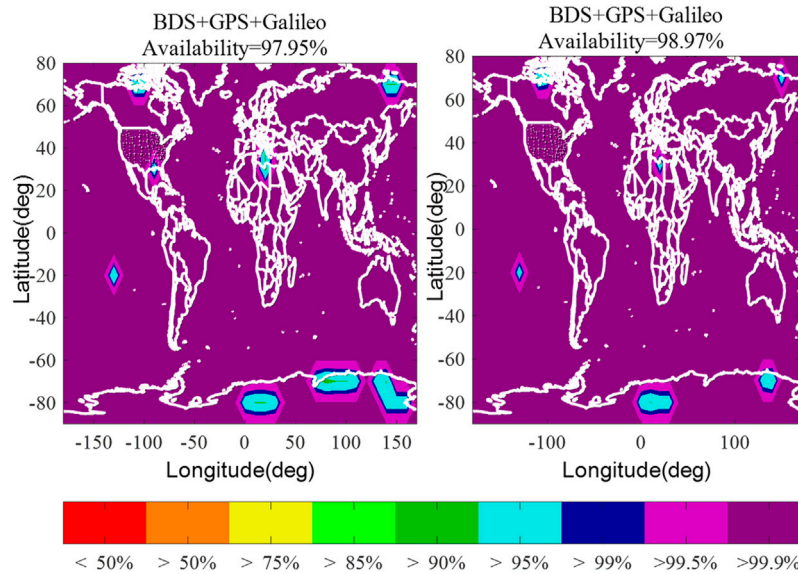 BDS+GPS+Galileo
Availability=97.95%
80
60
40
20
0
-20
-40
-60
-80
Latitude(deg)
-150 -100 -50 0 50 100 150
Longitude(deg)
BDS+GPS+Galileo
Availability=98.97%
80
60
40
20
0
-20
-40
-60
-80
Latitude(deg)
-100 0 100
Longitude(deg)
< 50% > 50% > 75% > 85% > 90% > 95% > 99% >99.5% >99.9%